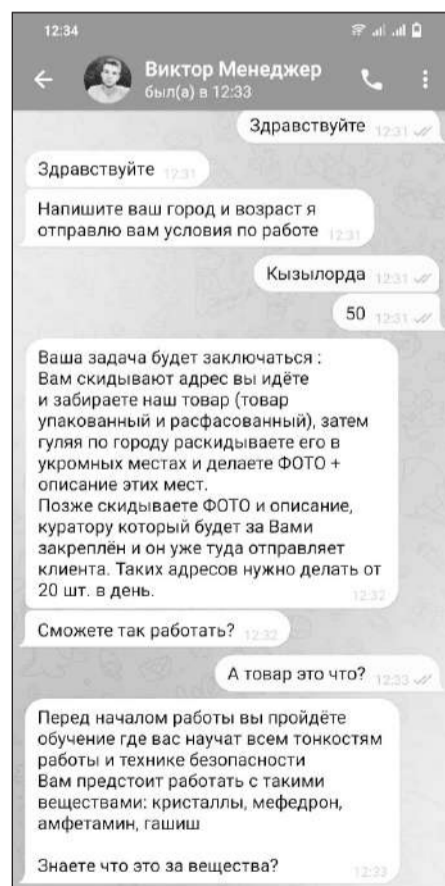 12:34
Виктор Менеджер
был(а) в 12:33
Здравствуйте 12:31
Здравствуйте 12:31
Напишите ваш город и возраст я
отправлю вам условия по работе 12:31
Кызылорда 12:31
50 12:31
Ваша задача будет заключаться :
Вам скидывают адрес вы идёте
и забираете наш товар (товар
упакованный и расфасованный), затем
гуляя по городу раскидываете его в
укромных местах и делаете ФОТО +
описание этих мест.
Позже скидываете ФОТО и описание,
куратору который будет за Вами
закреплён и он уже туда отправляет
клиента. Таких адресов нужно делать от
20 шт. в день. 12:32
Сможете так работать? 12:32
А товар это что? 12:33
Перед началом работы вы пройдёте
обучение где вас научат всем тонкостям
работы и технике безопасности
Вам предстоит работать с такими
веществами: кристаллы, мефедрон,
амфетамин, гашиш
Знаете что это за вещества? 12:33